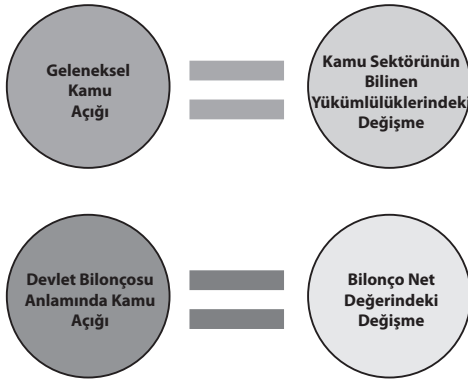 Geleneksel
Kamu
Açığı
Kamu Sektörünün
Bilinen
Yükümlülüklerindeki
Değişme
Devlet Bilonçosu
Anlamında Kamu
Açığı
Bilonço Net
Değerindeki
Değişme